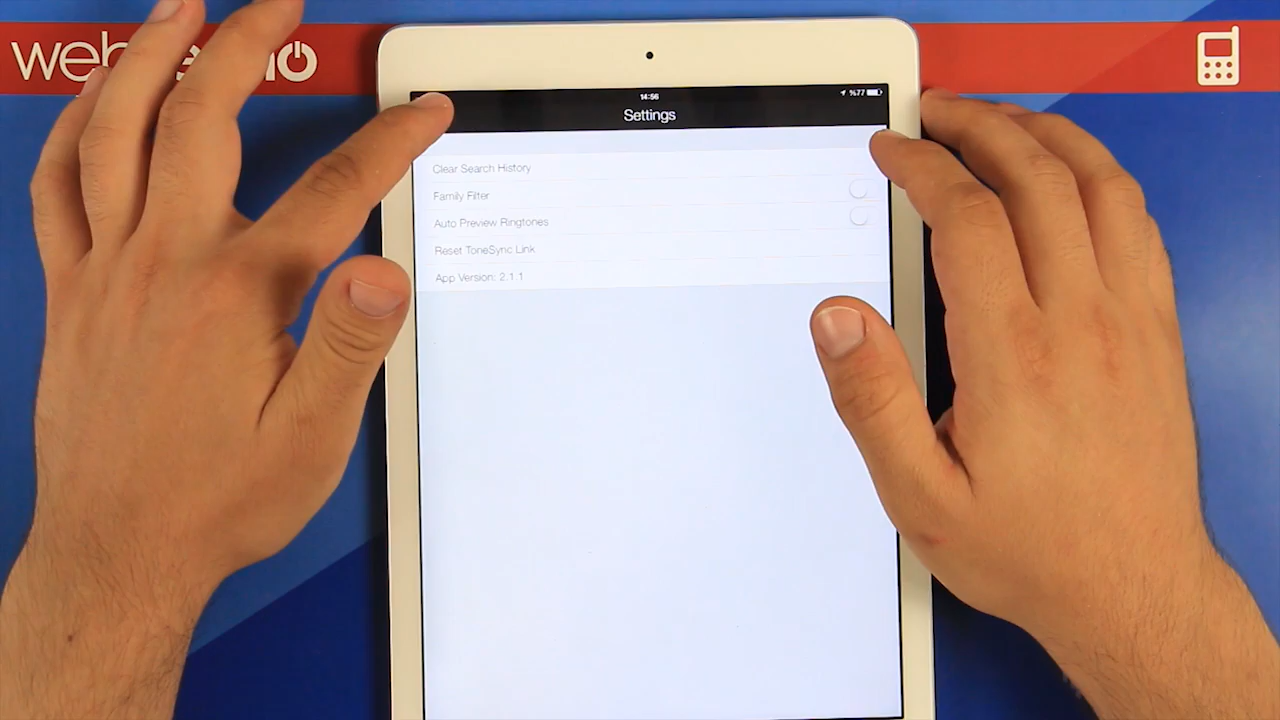 14:56
%77
Settings
Clear Search History
Family Filter
Auto Preview Ringtones
Reset ToneSync Link
App Version: 2.1.1